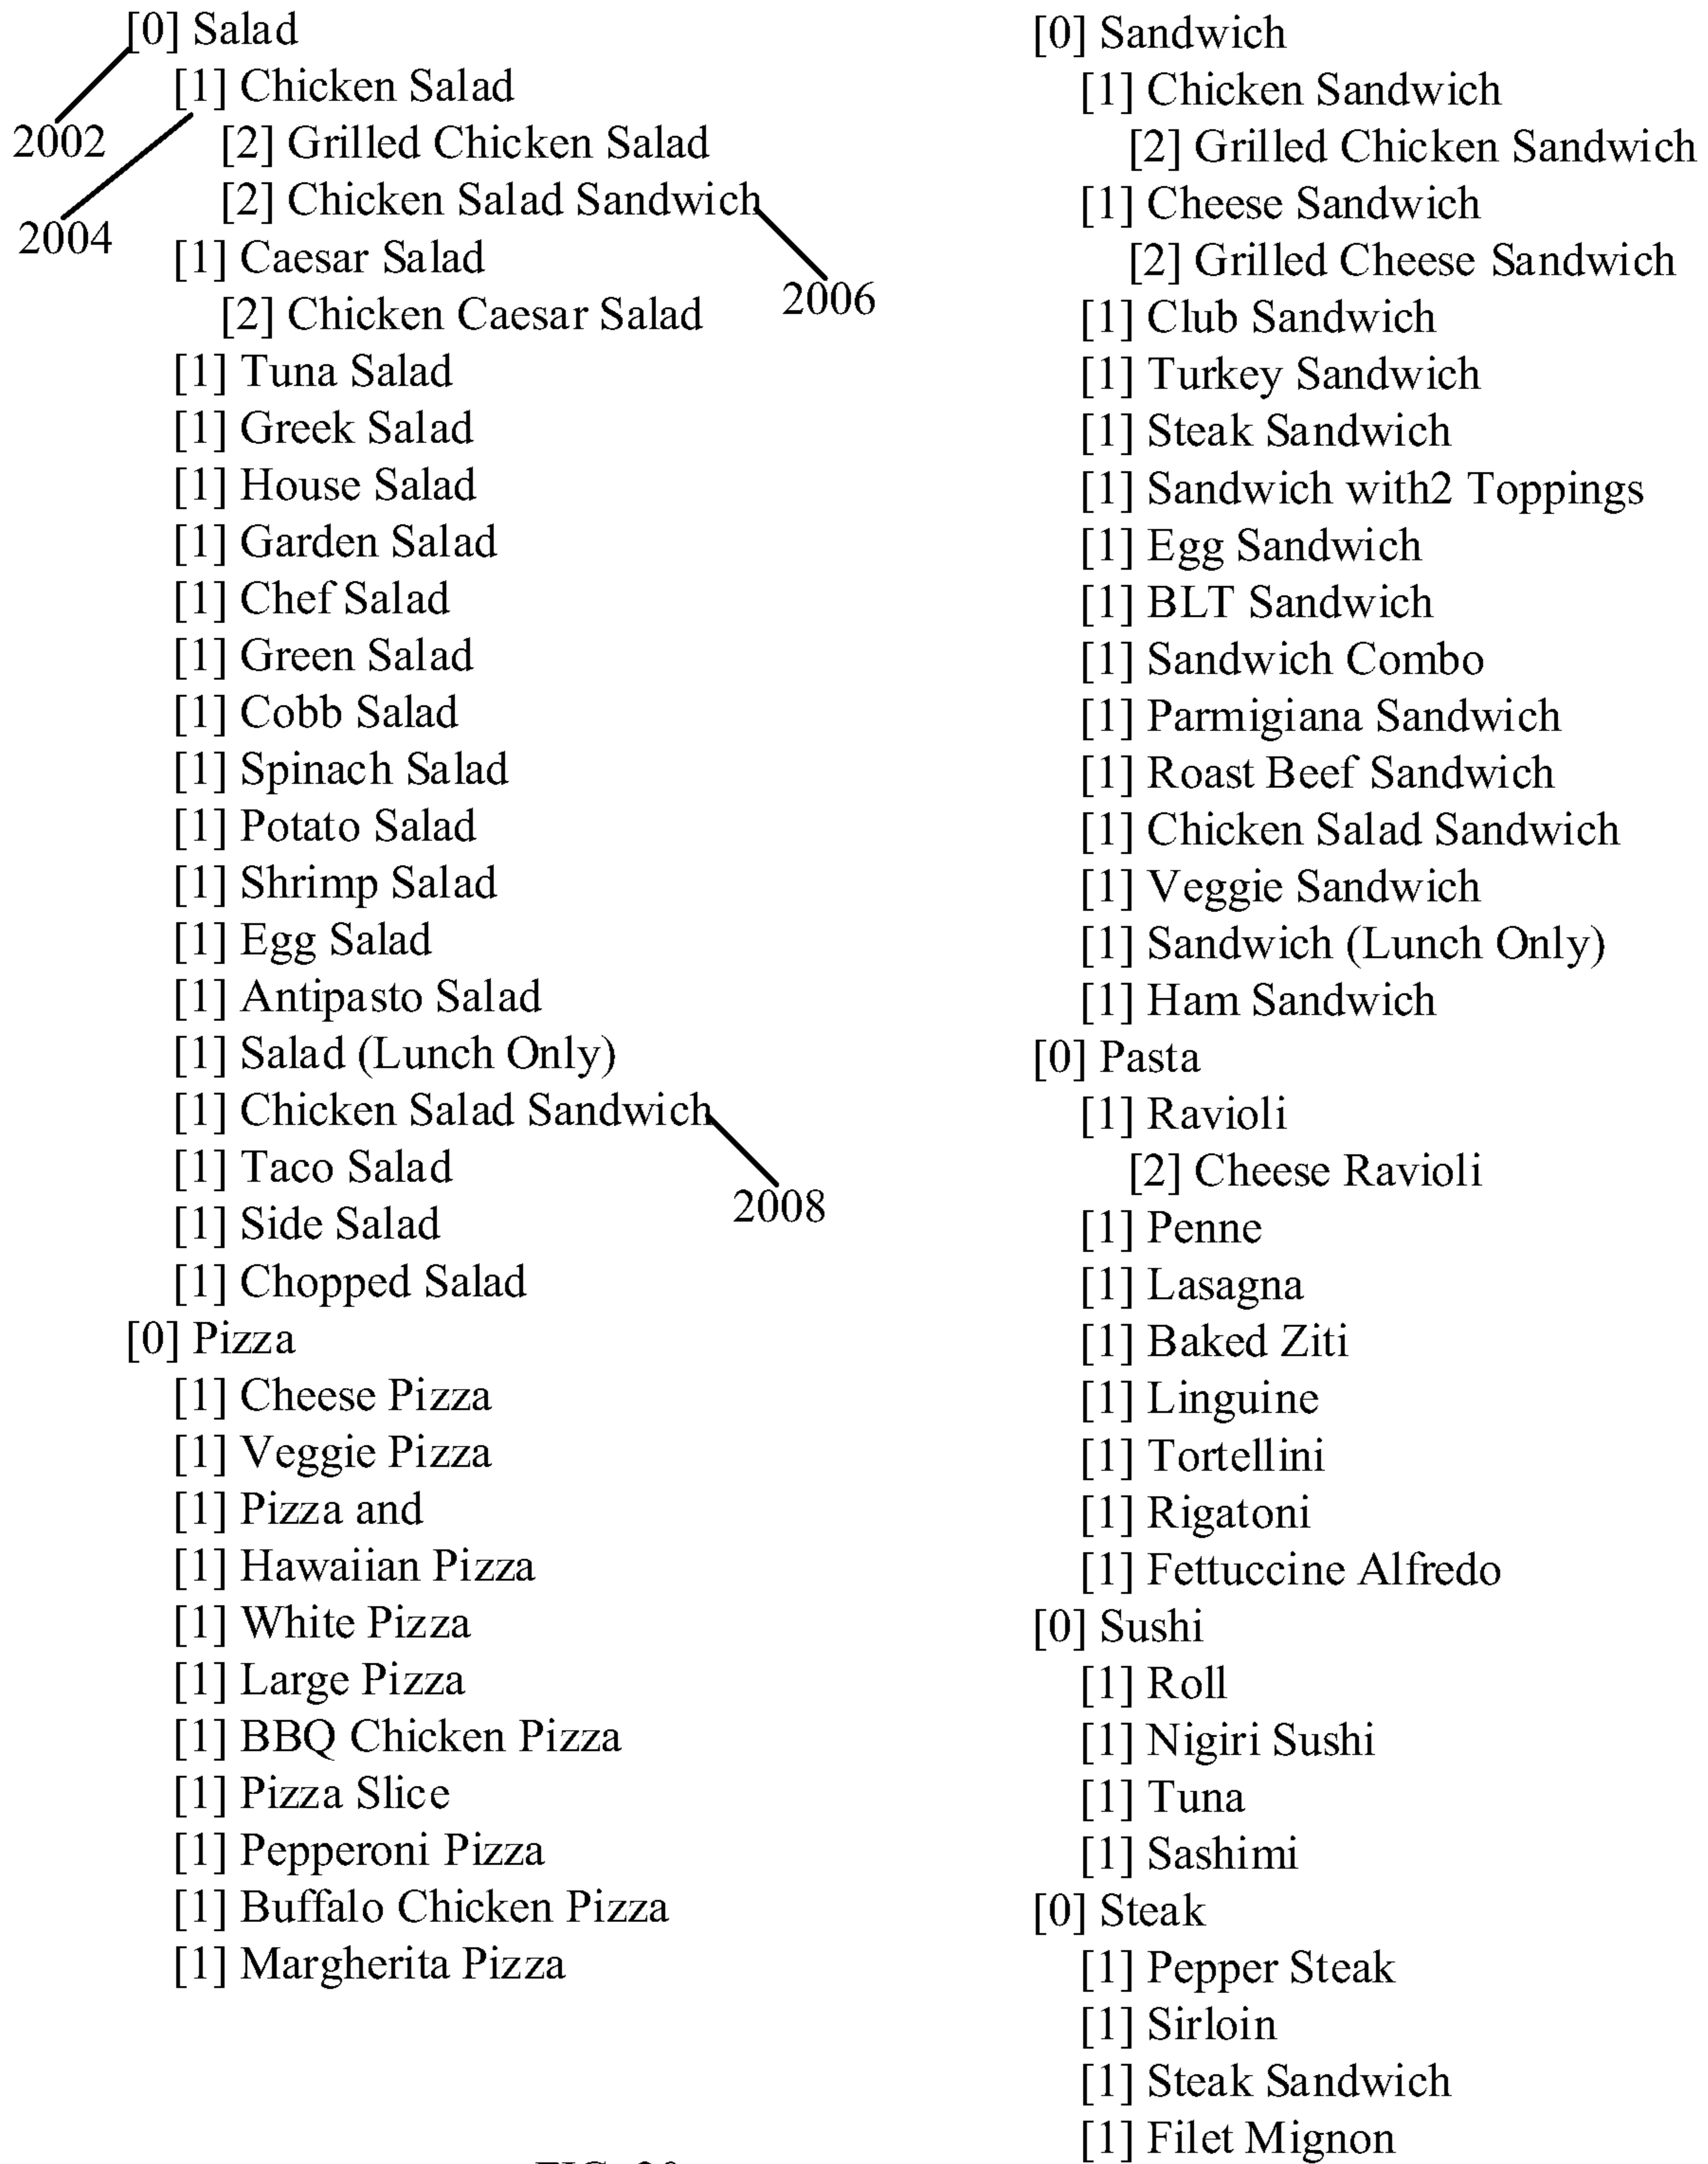 [0] Salad
[1] Chicken Salad
2002
[2] Grilled Chicken Salad
[2] Chicken Salad Sandwich
2004
[1] Caesar Salad
2006
[2] Chicken Caesar Salad
[1] Tuna Salad
[1] Greek Salad
[1] House Salad
[1] Garden Salad
[1] Chef Salad
[1] Green Salad
[1] Cobb Salad
[1] Spinach Salad
[1] Potato Salad
[1] Shrimp Salad
[1] Egg Salad
[1] Antipasto Salad
[1] Salad (Lunch Only)
[1] Chicken Salad Sandwich
[1] Taco Salad
2008
[1] Side Salad
[1] Chopped Salad
[0] Pizza
[1] Cheese Pizza
[1] Veggie Pizza
[1] Pizza and
[1] Hawaiian Pizza
[1] White Pizza
[1] Large Pizza
[1] BBQ Chicken Pizza
[1] Pizza Slice
[1] Pepperoni Pizza
[1] Buffalo Chicken Pizza
[1] Margherita Pizza
[0] Sandwich
[1] Chicken Sandwich
[2] Grilled Chicken Sandwich
[1] Cheese Sandwich
[2] Grilled Cheese Sandwich
[1] Club Sandwich
[1] Turkey Sandwich
[1] Steak Sandwich
[1] Sandwich with2 Toppings
[1] Egg Sandwich
[1] BLT Sandwich
[1] Sandwich Combo
[1] Parmigiana Sandwich
[1] Roast Beef Sandwich
[1] Chicken Salad Sandwich
[1] Veggie Sandwich
[1] Sandwich (Lunch Only)
[1] Ham Sandwich
[0] Pasta
[1] Ravioli
[2] Cheese Ravioli
[1] Penne
[1] Lasagna
[1] Baked Ziti
[1] Linguine
[1] Tortellini
[1] Rigatoni
[1] Fettuccine Alfredo
[0] Sushi
[1] Roll
[1] Nigiri Sushi
[1] Tuna
[1] Sashimi
[0] Steak
[1] Pepper Steak
[1] Sirloin
[1] Steak Sandwich
[1] Filet Mignon